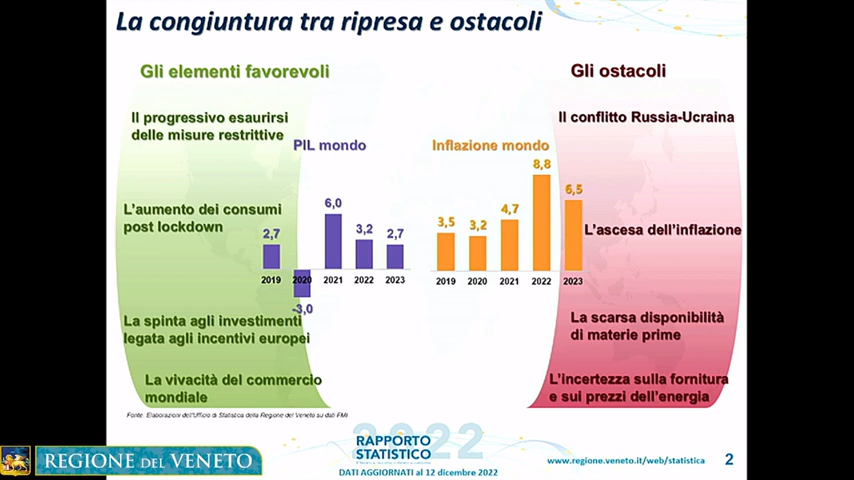 La congiuntura tra ripresa e ostacoli
Gli elementi favorevoli
Gli ostacoli
Il progressivo esaurirsi
delle misure restrittive
L'aumento dei consumi
post lockdown
La spinta agli investimenti
legata agli incentivi europei
La vivacità del commercio
mondiale
PIL mondo
2,7
-3,0
6,0
3,2
2,7
2019
2020
2021
2022
2023
Inflazione mondo
3,5
3,2
4,7
8,8
6,5
2019
2020
2021
2022
2023
Il conflitto Russia-Ucraina
L'ascesa dell'inflazione
La scarsa disponibilità
di materie prime
L'incertezza sulla fornitura
e sui prezzi dell'energia
Fonte: Elaborazioni dell'Ufficio di Statistica della Regione del Veneto su dati FMI
2022
RAPPORTO
STATISTICO
DATI AGGIORNATI al 12 dicembre 2022
www.regione.veneto.it/web/statistica
2
REGIONE DEL VENETO